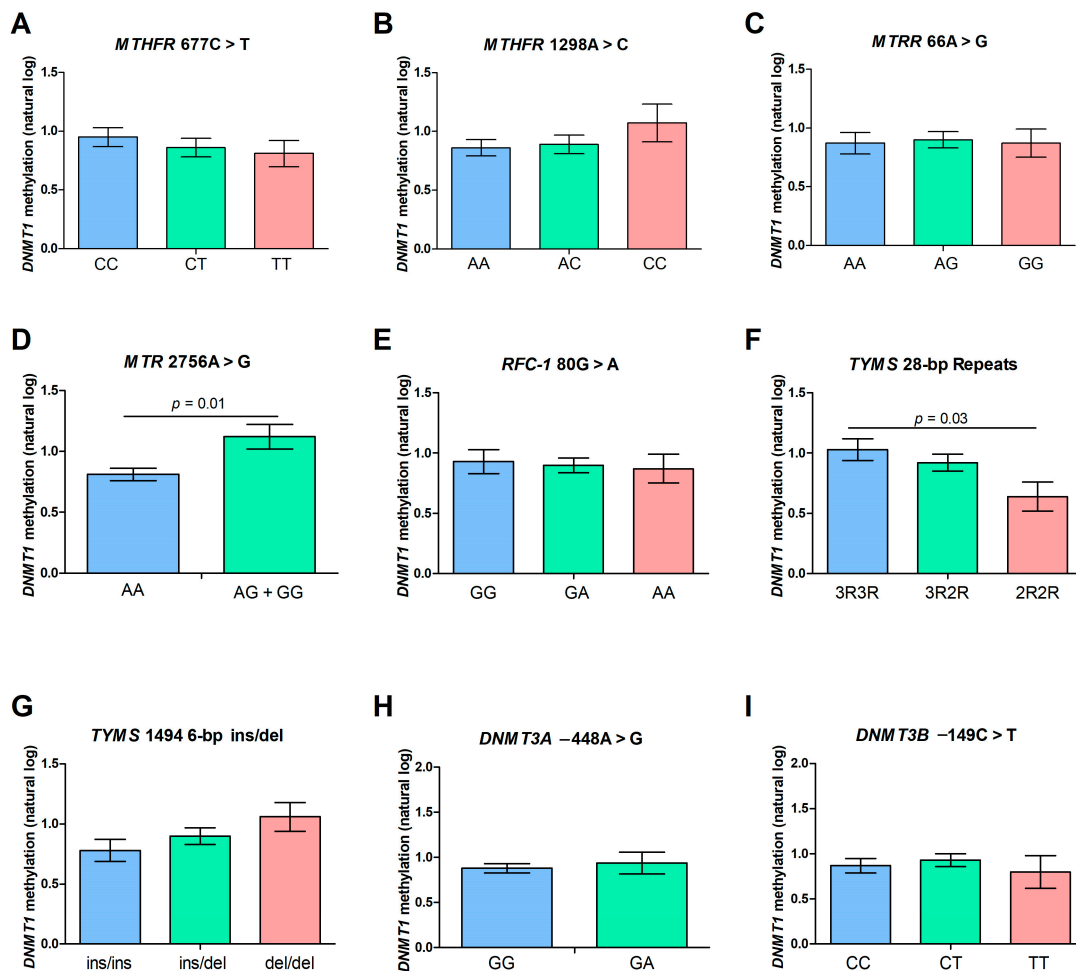 A
MTHFR 677C > T
DNMT1 methylation (natural log)
1.5
1.0
0.5
0.0
CC CT TT
B
MTHFR 1298A > C
DNMT1 methylation (natural log)
1.5
1.0
0.5
0.0
AA AC CC
C
MTRR 66A > G
DNMT1 methylation (natural log)
1.5
1.0
0.5
0.0
AA AG GG
D
MTR 2756A > G
DNMT1 methylation (natural log)
1.5
p = 0.01
1.0
0.5
0.0
AA AG + GG
E
RFC-1 80G > A
DNMT1 methylation (natural log)
1.5
1.0
0.5
0.0
GG GA AA
F
TYMS 28-bp Repeats
DNMT1 methylation (natural log)
1.5
p = 0.03
1.0
0.5
0.0
3R3R 3R2R 2R2R
G
TYMS 1494 6-bp ins/del
DNMT1 methylation (natural log)
1.5
1.0
0.5
0.0
ins/ins ins/del del/del
H
DNMT3A –448A > G
DNMT1 methylation (natural log)
2.0
1.5
1.0
0.5
0.0
GG GA
I
DNMT3B –149C > T
DNMT1 methylation (natural log)
2.0
1.5
1.0
0.5
0.0
CC CT TT